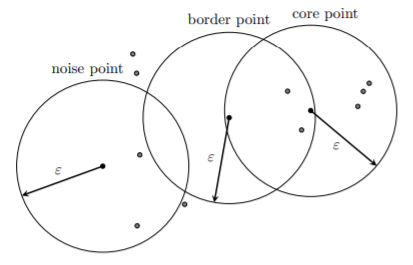 core point
border point
noise point
ε
ε
ε